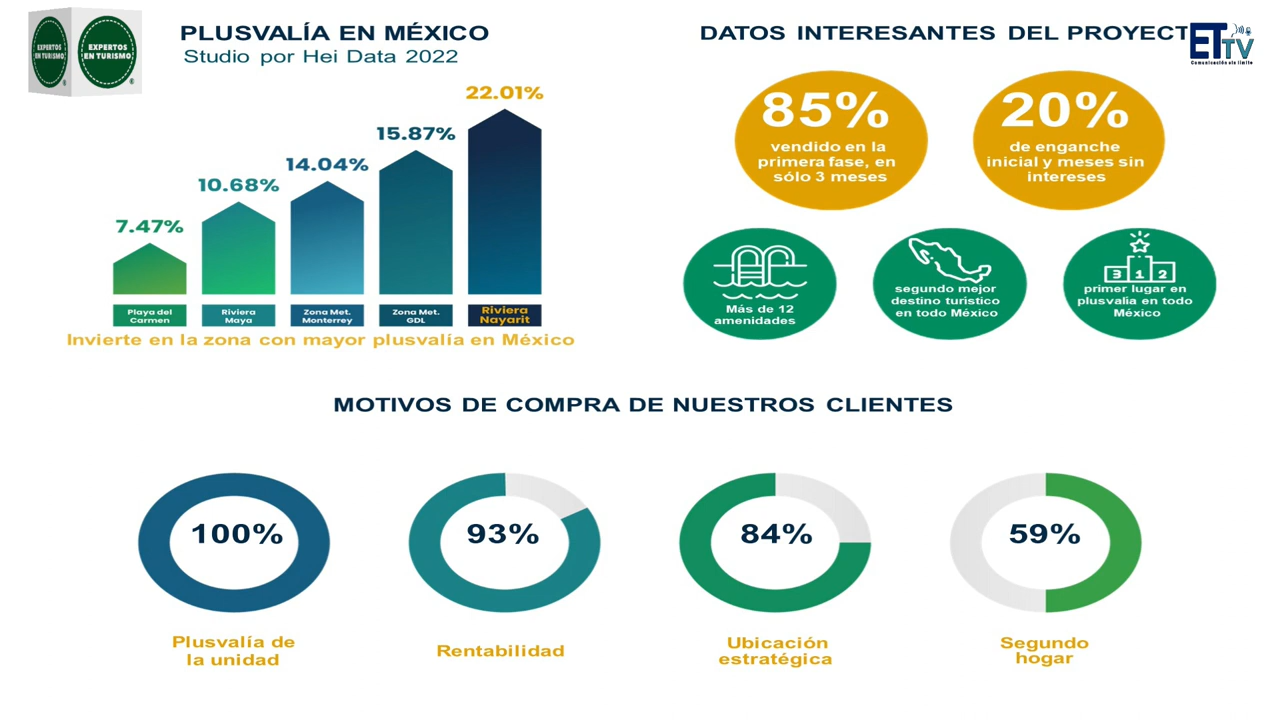 EXPERTOS
EN TURISMO
EXPERTOS
EN TURISMO
PLUSVALÍA EN MÉXICO
Studio por Hei Data 2022
7.47%
10.68%
14.04%
15.87%
22.01%
Playa del
Carmen
Riviera
Maya
Zona Met.
Monterrey
Zona Met.
GDL
Riviera
Nayarit
Invierte en la zona con mayor plusvalía en México
DATOS INTERESANTES DEL PROYECT
ETTV
Comunicación sin límite
85%
vendido en la
primera fase, en
sólo 3 meses
20%
de enganche
inicial y meses sin
intereses
Más de 12
amenidades
segundo mejor
destino turístico
en todo México
3 1 2
primer lugar en
plusvalía en todo
México
MOTIVOS DE COMPRA DE NUESTROS CLIENTES
100%
Plusvalía de
la unidad
93%
Rentabilidad
84%
Ubicación
estratégica
59%
Segundo
hogar